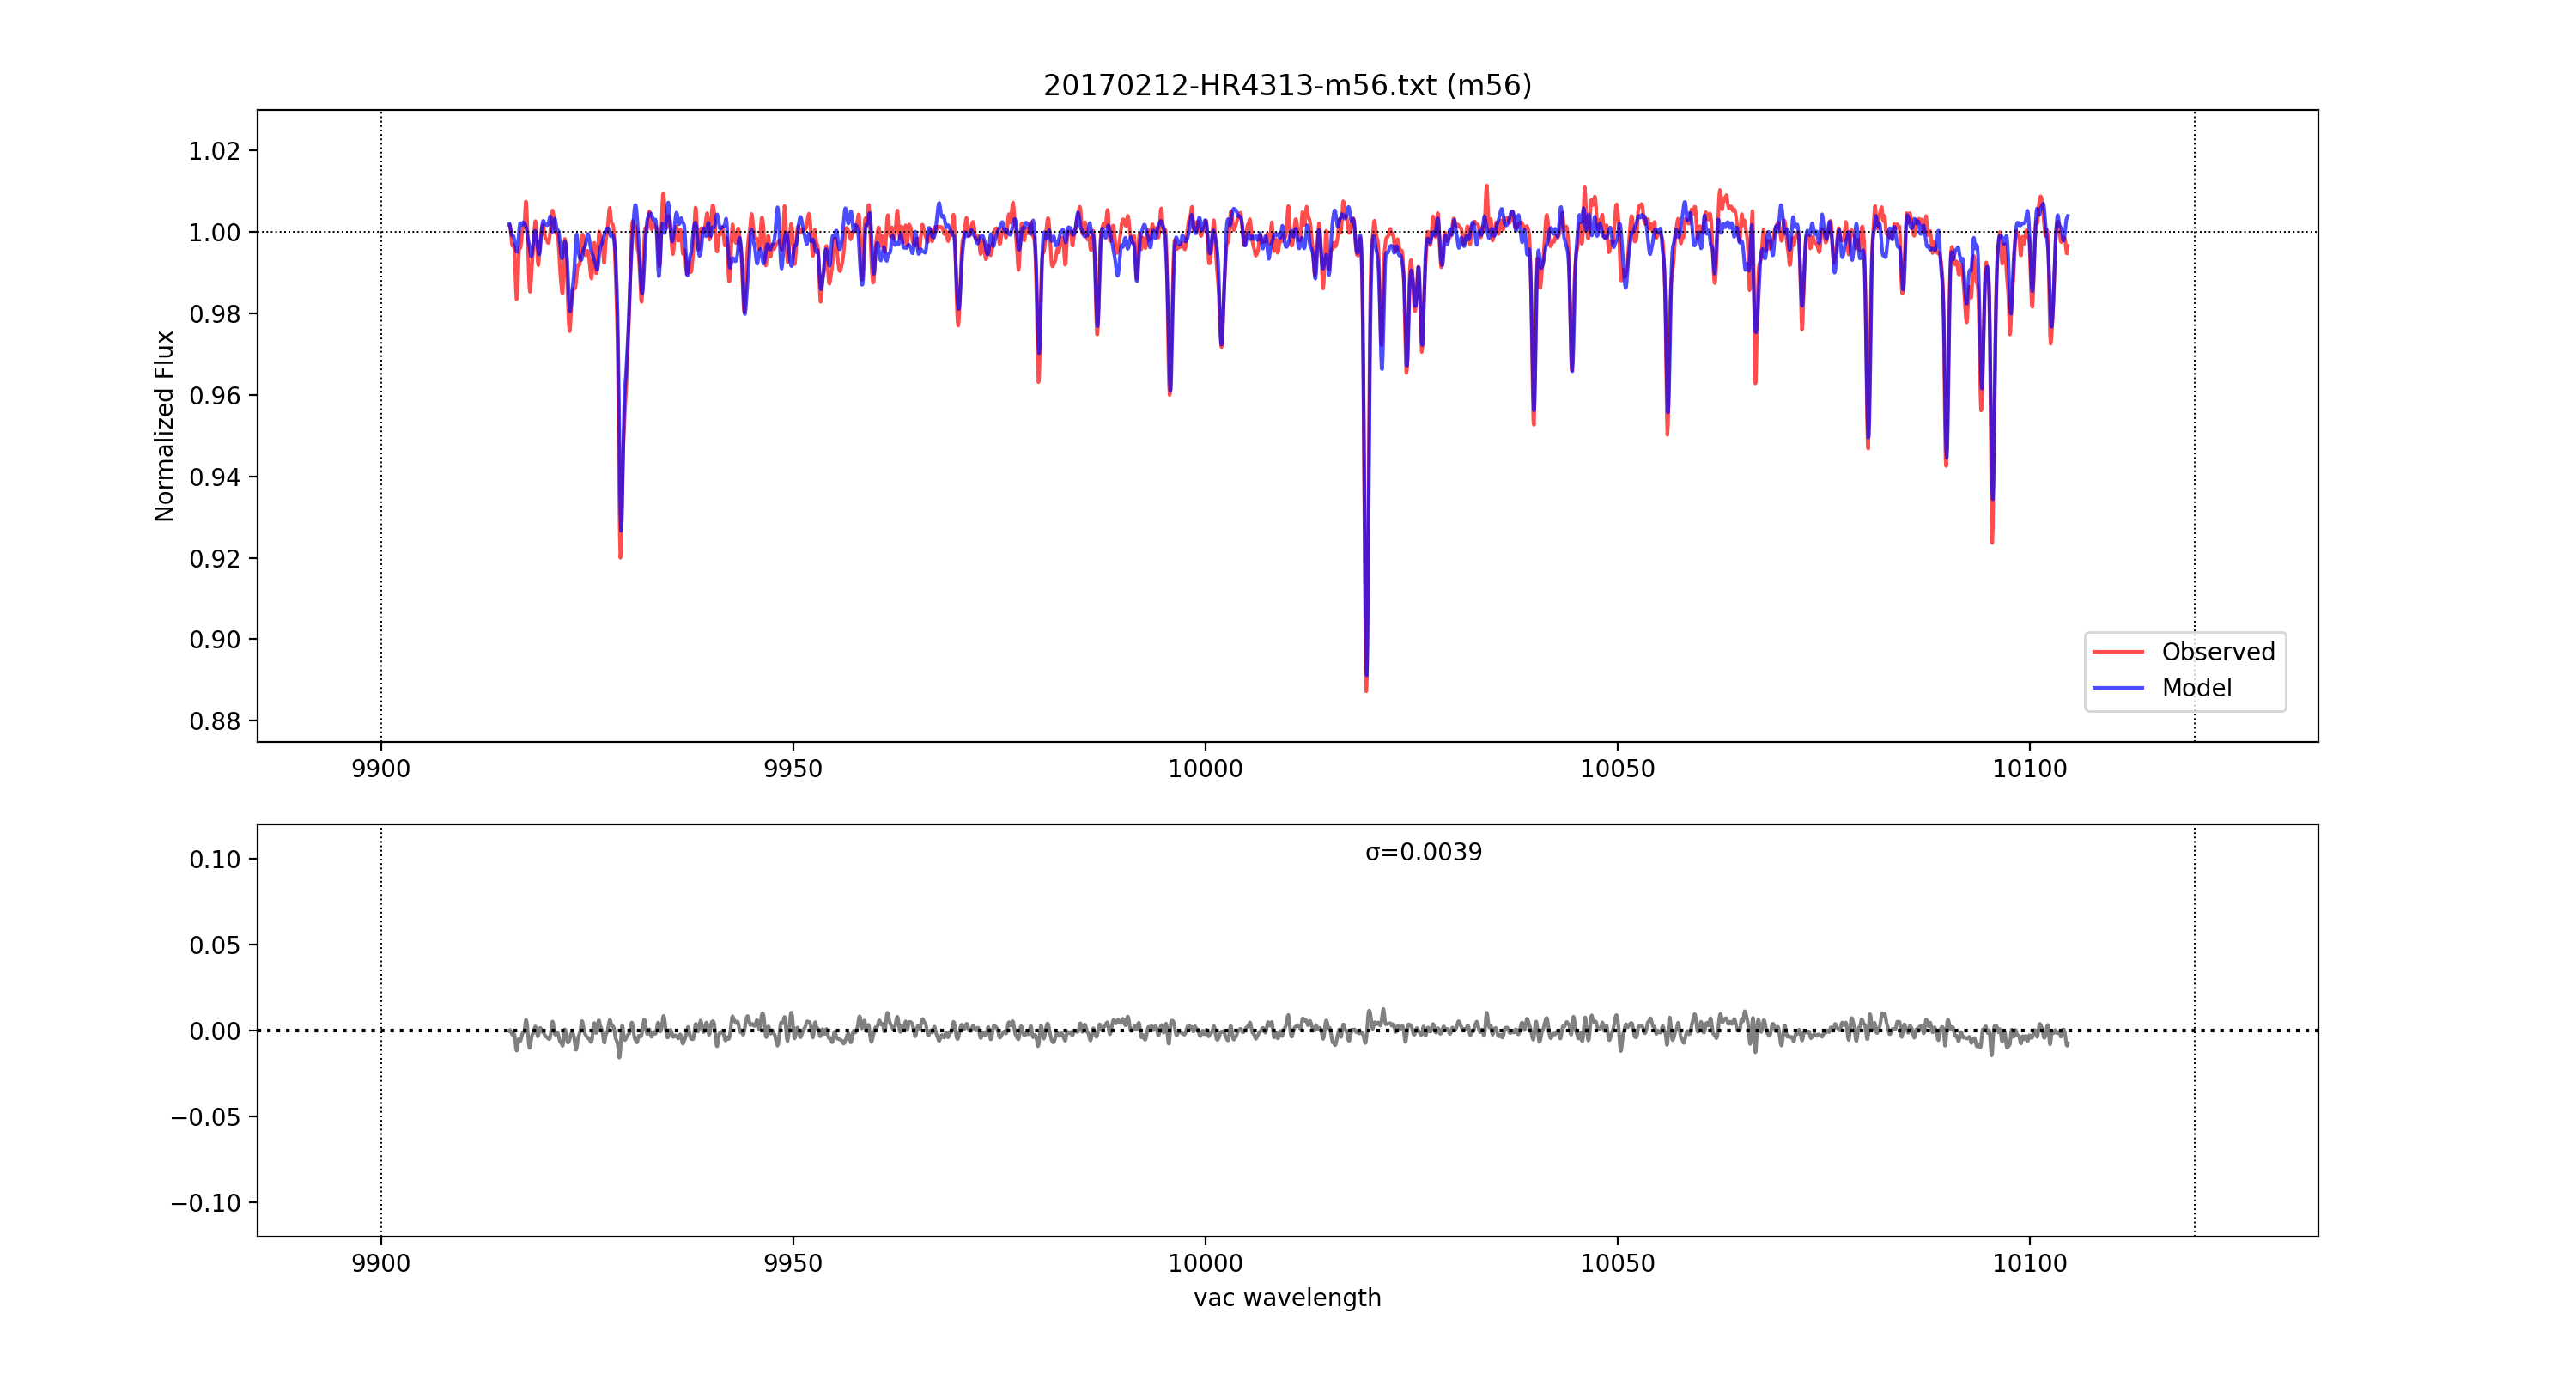 20170212-HR4313-m56.txt (m56)
Normalized Flux
1.02
1.00
0.98
0.96
0.94
0.92
0.90
0.88
Observed
Model
9900 9950 10000 10050 10100
σ=0.0039
0.10
0.05
0.00
−0.05
−0.10
9900 9950 10000 10050 10100
vac wavelength